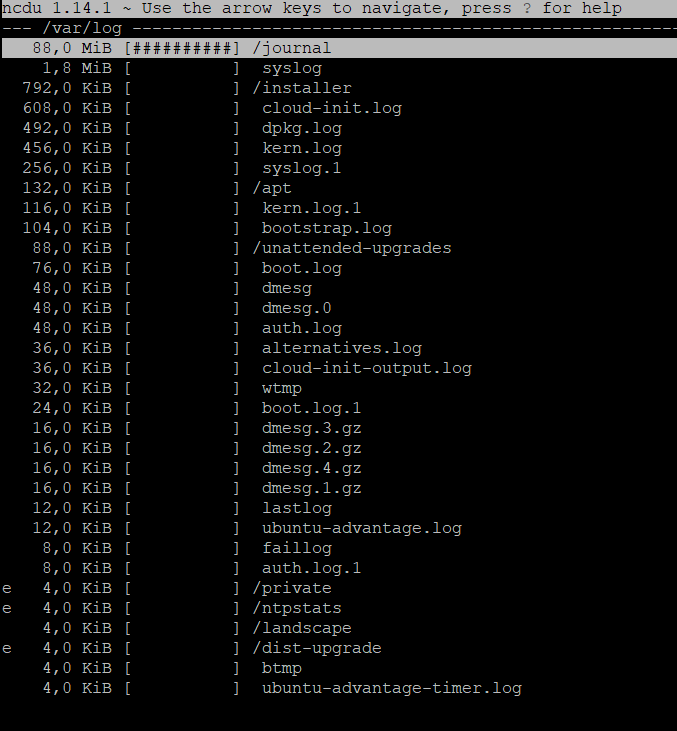 ncdu 1.14.1 ~ Use the arrow keys to navigate, press ? for help
--- /var/log -------------------------------------------------------
   88,0 MiB [##########] /journal
    1,8 MiB [          ]  syslog
  792,0 KiB [          ] /installer
  608,0 KiB [          ]  cloud-init.log
  492,0 KiB [          ]  dpkg.log
  456,0 KiB [          ]  kern.log
  256,0 KiB [          ]  syslog.1
  132,0 KiB [          ] /apt
  116,0 KiB [          ]  kern.log.1
  104,0 KiB [          ]  bootstrap.log
   88,0 KiB [          ] /unattended-upgrades
   76,0 KiB [          ]  boot.log
   48,0 KiB [          ]  dmesg
   48,0 KiB [          ]  dmesg.0
   48,0 KiB [          ]  auth.log
   36,0 KiB [          ]  alternatives.log
   36,0 KiB [          ]  cloud-init-output.log
   32,0 KiB [          ]  wtmp
   24,0 KiB [          ]  boot.log.1
   16,0 KiB [          ]  dmesg.3.gz
   16,0 KiB [          ]  dmesg.2.gz
   16,0 KiB [          ]  dmesg.4.gz
   16,0 KiB [          ]  dmesg.1.gz
   12,0 KiB [          ]  lastlog
   12,0 KiB [          ]  ubuntu-advantage.log
    8,0 KiB [          ]  faillog
    8,0 KiB [          ]  auth.log.1
e   4,0 KiB [          ] /private
e   4,0 KiB [          ] /ntpstats
    4,0 KiB [          ] /landscape
e   4,0 KiB [          ] /dist-upgrade
    4,0 KiB [          ]  btmp
    4,0 KiB [          ]  ubuntu-advantage-timer.log